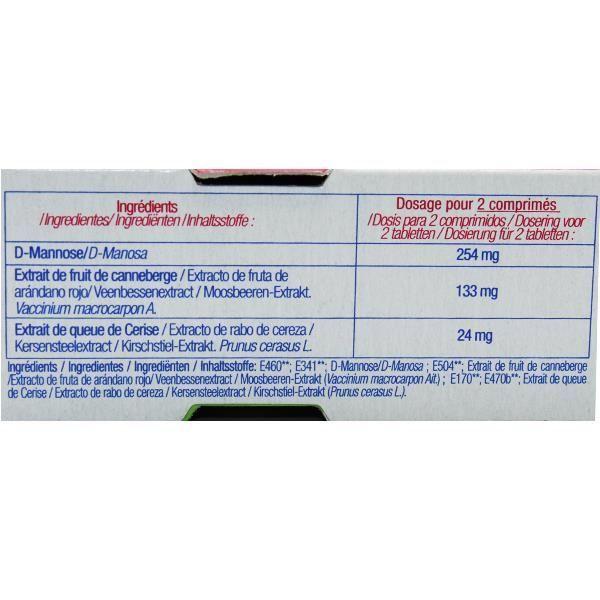 Ingrédients
/Ingredientes/ Ingrediënten /Inhaltsstoffe :
Dosage pour 2 comprimés
/Dosis para 2 comprimidos / Dosering voor
2 tabletten / Dosierung für 2 tabletten :
D-Mannose/D-Manosa
254 mg
Extrait de fruit de canneberge / Extracto de fruta de
arándano rojo/ Veenbessenextract / Moosbeeren-Extrakt.
Vaccinium macrocarpon A.
133 mg
Extrait de queue de Cerise / Extracto de rabo de cereza /
Kersensteelextract / Kirschstiel-Extrakt. Prunus cerasus L.
24 mg
Ingrédients / Ingredientes / Ingrediënten / Inhaltsstoffe: E460**; E341**; D-Mannose/D-Manosa ; E504**; Extrait de fruit de canneberge
/Extracto de fruta de arándano rojo/ Veenbessenextract / Moosbeeren-Extrakt (Vaccinium macrocarpon Ait.) ; E170**; E470b**; Extrait de queue
de Cerise / Extracto de rabo de cereza / Kersensteelextract / Kirschstiel-Extrakt (Prunus cerasus L.).